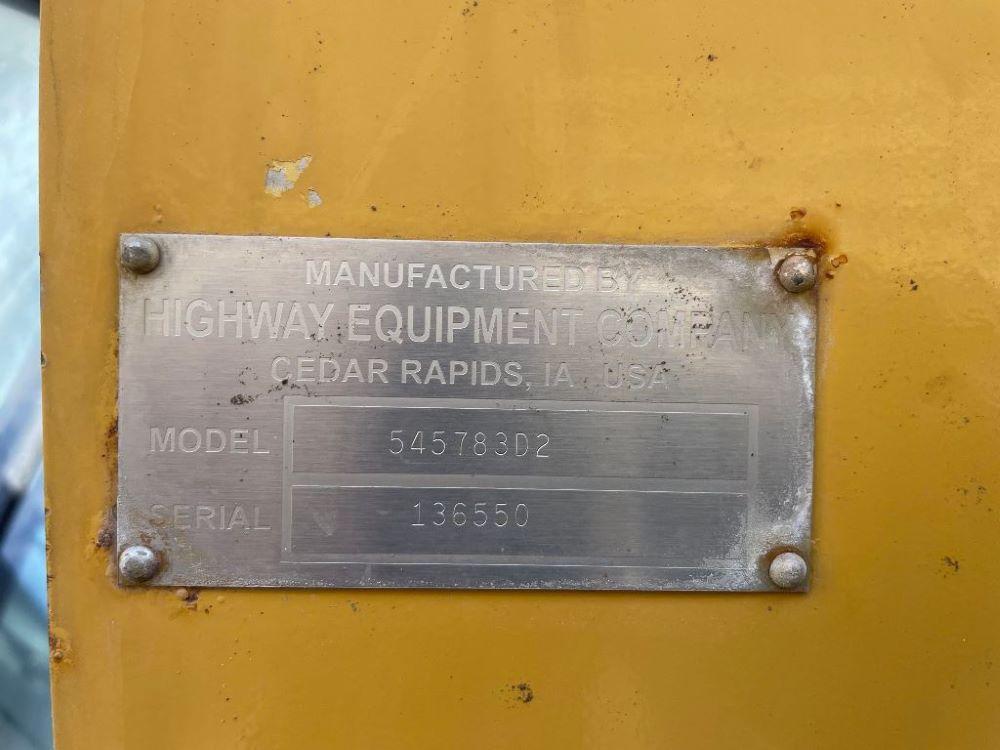 MANUFACTURED BY
HIGHWAY EQUIPMENT COMPANY
CEDAR RAPIDS, IA USA
MODEL 545783D2
SERIAL 136550